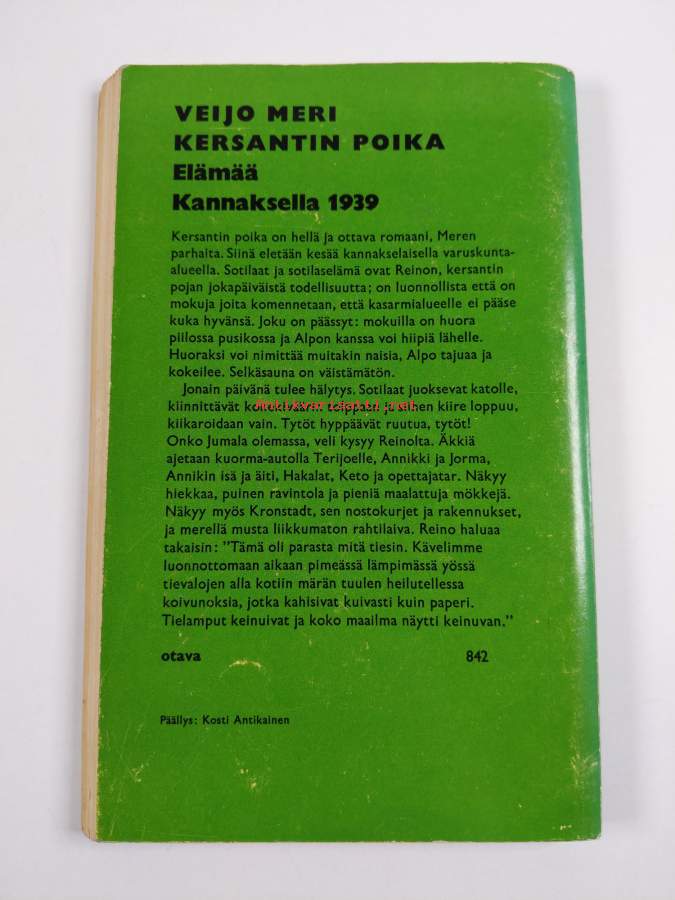 VEIJO MERI
KERSANTIN POIKA
Elämää
Kannaksella 1939
Kersantin poika on hellä ja ottava romaani, Meren
parhaita. Siinä eletään kesää kannakselaisella varuskunta-
alueella. Sotilaat ja sotilaselämä ovat Reinon, kersantin
pojan jokapäiväistä todellisuutta; on luonnollista että on
mokuja joita komennetaan, että kasarmialueelle ei pääse
kuka hyvänsä. Joku on päässyt: mokuilla on huora
piilossa pusikossa ja Alpon kanssa voi hiipiä lähelle.
Huoraksi voi nimittää muitakin naisia, Alpo tajuaa ja
kokeilee. Selkäsauna on väistämätön.
Jonain päivänä tulee hälytys. Sotilaat juoksevat katolle,
kiinnittävät konekiväärin ja siihen kiire loppuu,
Antikvariaatti.net
kiikaroidaan vain. Tytöt hyppäävät ruutua, tytöt!
Onko Jumala olemassa, veli kysyy Reinolta. Äkkiä
ajetaan kuorma-autolla Terijoelle, Annikki ja Jorma,
Annikin isä ja äiti, Hakalat, Keto ja opettajatar. Näkyy
hiekkaa, puinen ravintola ja pieniä maalattuja mökkejä.
Näkyy myös Kronstadt, sen nostokurjet ja rakennukset,
ja merellä musta liikkumaton rahtilaiva. Reino haluaa
takaisin: ”Tämä oli parasta mitä tiesin. Kävelimme
luonnottomaan aikaan pimeässä lämpimässä yössä
tievalojen alla kotiin märän tuulen heilutellessa
koivunoksia, jotka kahisivat kuivasti kuin paperi.
Tielamput keinuivat ja koko maailma näytti keinuvan.”
otava 842
Päällys: Kosti Antikainen